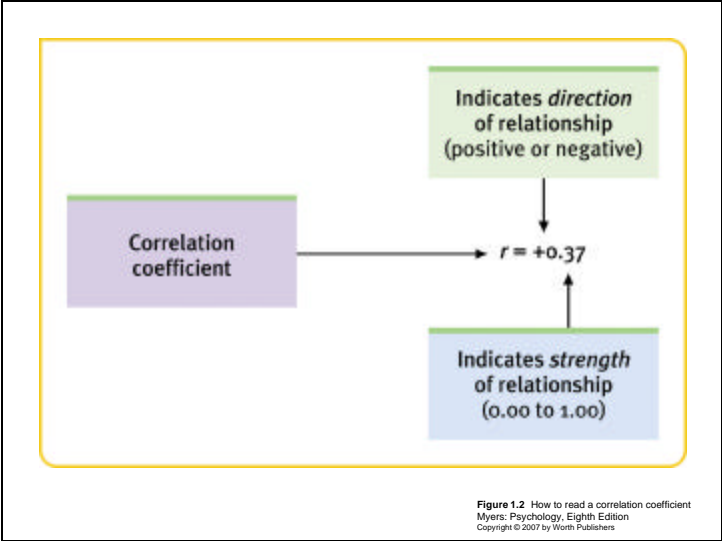 Indicates direction
of relationship
(positive or negative)
Correlation
coefficient
r = +0.37
Indicates strength
of relationship
(0.00 to 1.00)
Figure 1.2 How to read a correlation coefficient
Myers: Psychology, Eighth Edition
Copyright © 2007 by Worth Publishers